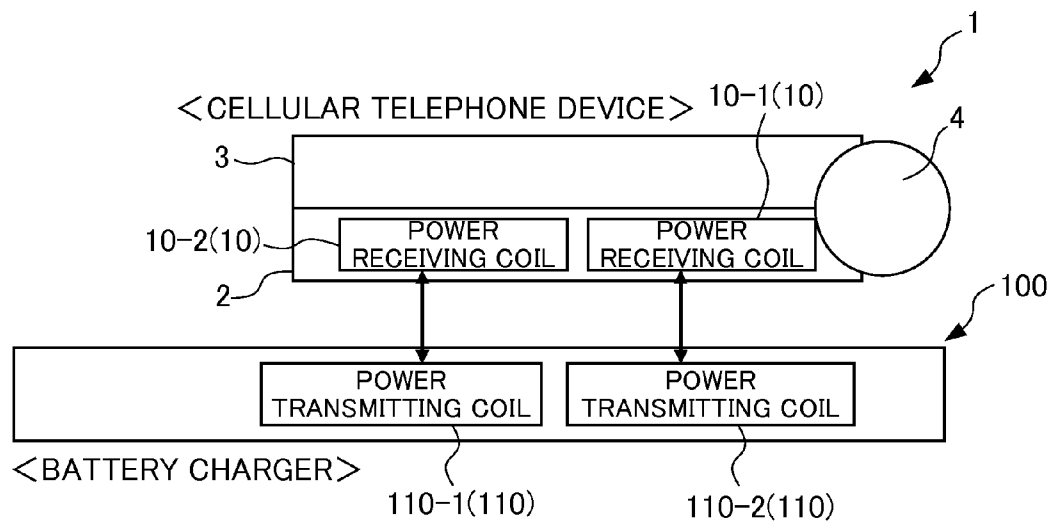 1
<CELLULAR TELEPHONE DEVICE>
10-1(10)
4
3
POWER
RECEIVING COIL
POWER
RECEIVING COIL
10-2(10)
2
100
POWER
TRANSMITTING COIL
POWER
TRANSMITTING COIL
<BATTERY CHARGER>
110-1(110)
110-2(110)